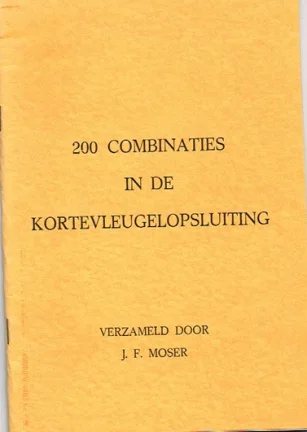 200 COMBINATIES
IN DE
KORTEVLEUGELOPSLUITING
VERZAMELD DOOR
J. F. MOSER